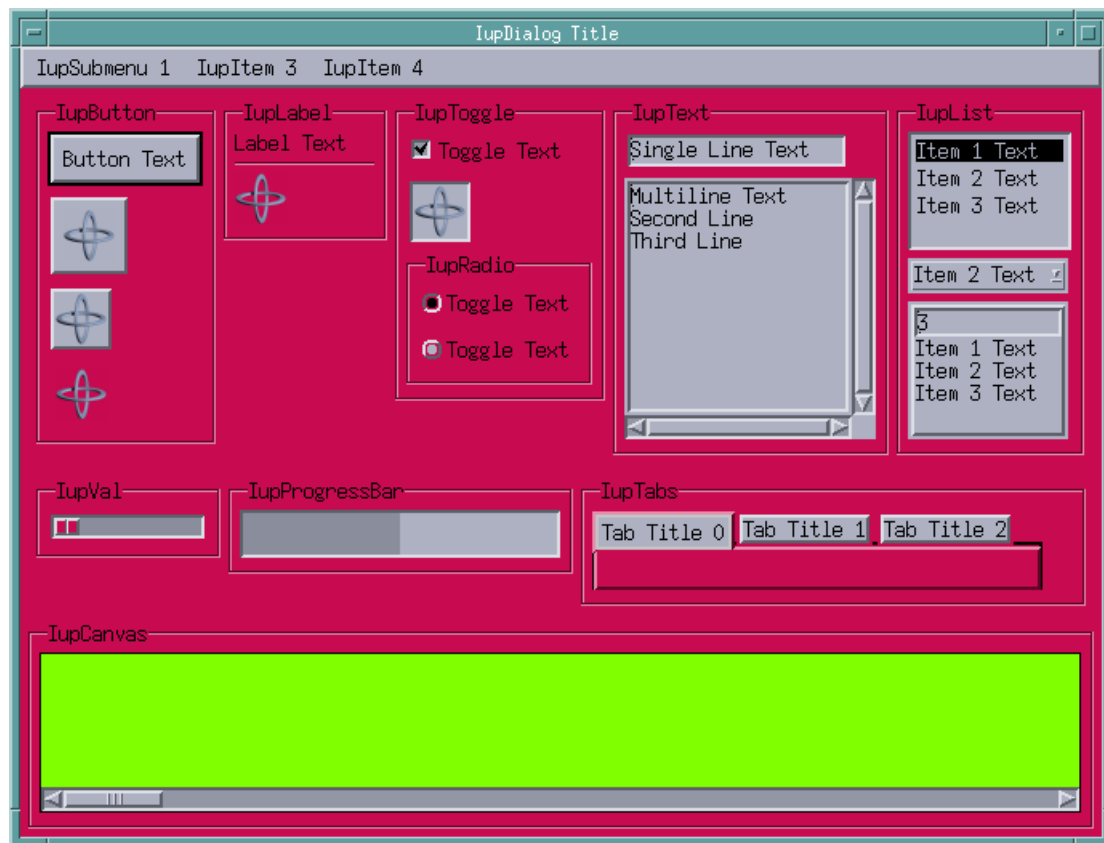 IupDialog Title
IupSubmenu 1 IupItem 3 IupItem 4
IupButton
Button Text
IupLabel
Label Text
IupToggle
Toggle Text
IupRadio
Toggle Text
Toggle Text
IupText
Single Line Text
Multiline Text
Second Line
Third Line
IupList
Item 1 Text
Item 2 Text
Item 3 Text
Item 2 Text
3
Item 1 Text
Item 2 Text
Item 3 Text
IupVal
IupProgressBar
IupTabs
Tab Title 0 Tab Title 1 Tab Title 2
IupCanvas